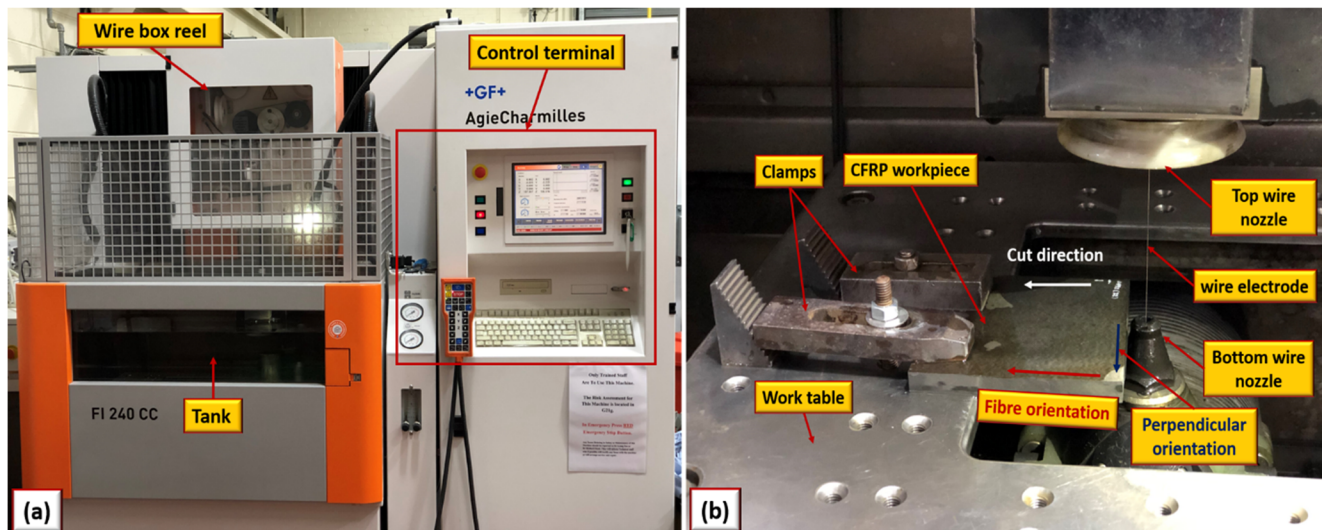 Wire box reel
Control terminal
+GF+
AgieCharmilles
Only Trained Staff
Are To Use This Machine.
The Risk Assessment for
This Machine is located in
In Emergency Press RED
Emergency Stop Button.
FI 240 CC
Tank
(a)
Clamps
CFRP workpiece
Top wire
nozzle
Cut direction
wire electrode
Bottom wire
nozzle
Work table
Fibre orientation
Perpendicular
orientation
(b)